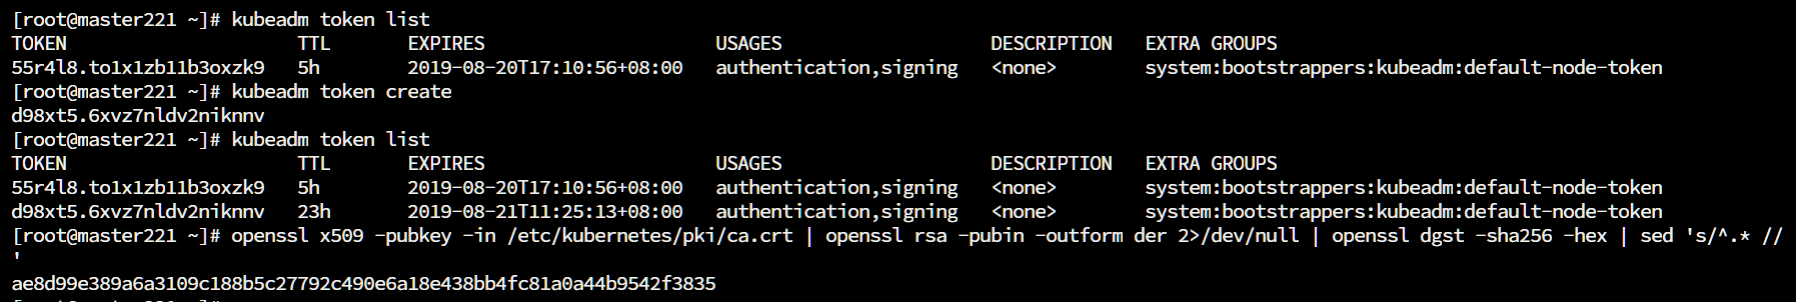 [root@master221 ~]# kubeadm token list
TOKEN TTL EXPIRES USAGES DESCRIPTION EXTRA GROUPS
55r4l8.to1x1zb11b3oxzk9 5h 2019-08-20T17:10:56+08:00 authentication,signing <none> system:bootstrappers:kubeadm:default-node-token
[root@master221 ~]# kubeadm token create
d98xt5.6xvz7nldv2niknnv
[root@master221 ~]# kubeadm token list
TOKEN TTL EXPIRES USAGES DESCRIPTION EXTRA GROUPS
55r4l8.to1x1zb11b3oxzk9 5h 2019-08-20T17:10:56+08:00 authentication,signing <none> system:bootstrappers:kubeadm:default-node-token
d98xt5.6xvz7nldv2niknnv 23h 2019-08-21T11:25:13+08:00 authentication,signing <none> system:bootstrappers:kubeadm:default-node-token
[root@master221 ~]# openssl x509 -pubkey -in /etc/kubernetes/pki/ca.crt | openssl rsa -pubin -outform der 2>/dev/null | openssl dgst -sha256 -hex | sed 's/^.* //
'
ae8d99e389a6a3109c188b5c27792c490e6a18e438bb4fc81a0a44b9542f3835